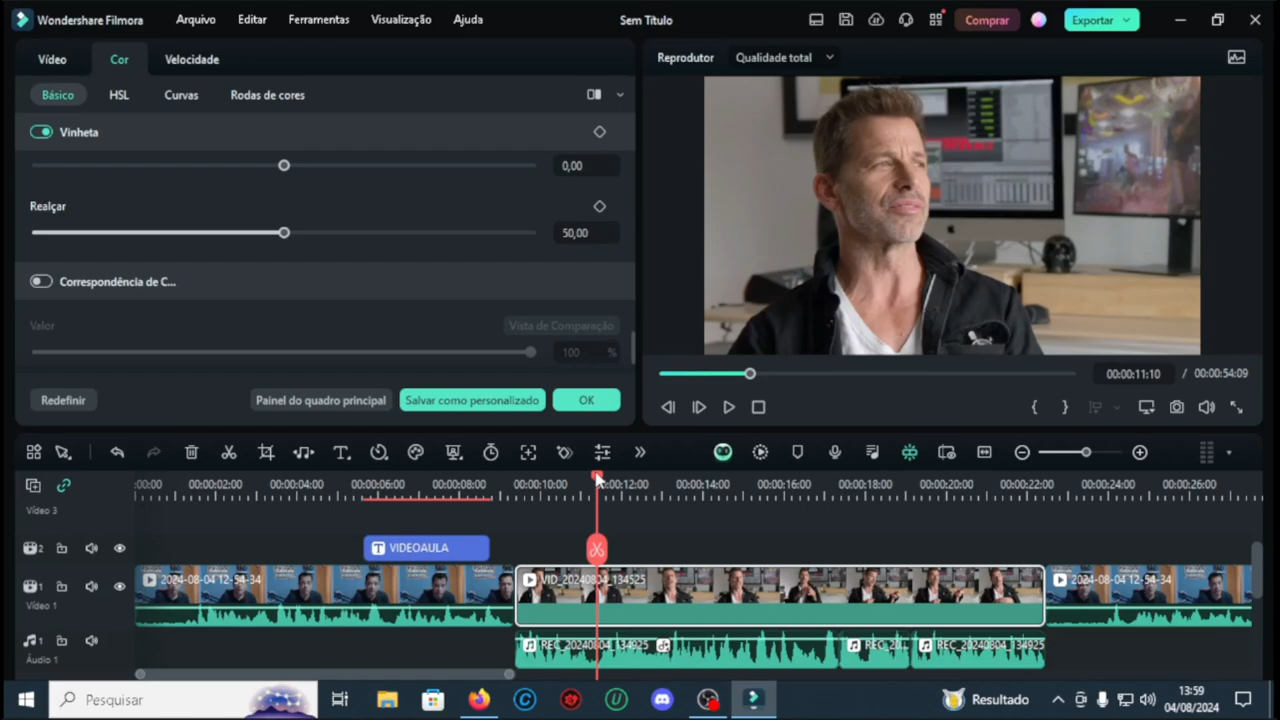 Wondershare Filmora Arquivo Editar Ferramentas Visualização Ajuda Sem Título Comprar Exportar
Vídeo Cor Velocidade
Básico HSL Curvas Rodas de cores
Vinheta
0,00
Realçar
50,00
Correspondência de C...
Valor Vista de Comparação
100 %
Redefinir Painel do quadro principal Salvar como personalizado OK
Reprodutor Qualidade total
00:00:11:10 / 00:00:54:09
:00:00 00:00:02:00 00:00:04:00 00:00:06:00 00:00:08:00 00:00:10:00 00:00:12:00 00:00:14:00 00:00:16:00 00:00:18:00 00:00:20:00 00:00:22:00 00:00:24:00 00:00:26:00
Vídeo 3
2 T VIDEOAULA
1 2024-08-04 12-54-34 VID_20240804_134525 2024-08-04 12-54-34
Vídeo 1
1 REC_20240804_134925 REC_20... REC_20240804_134925
Áudio 1
Pesquisar Resultado 13:59
04/08/2024